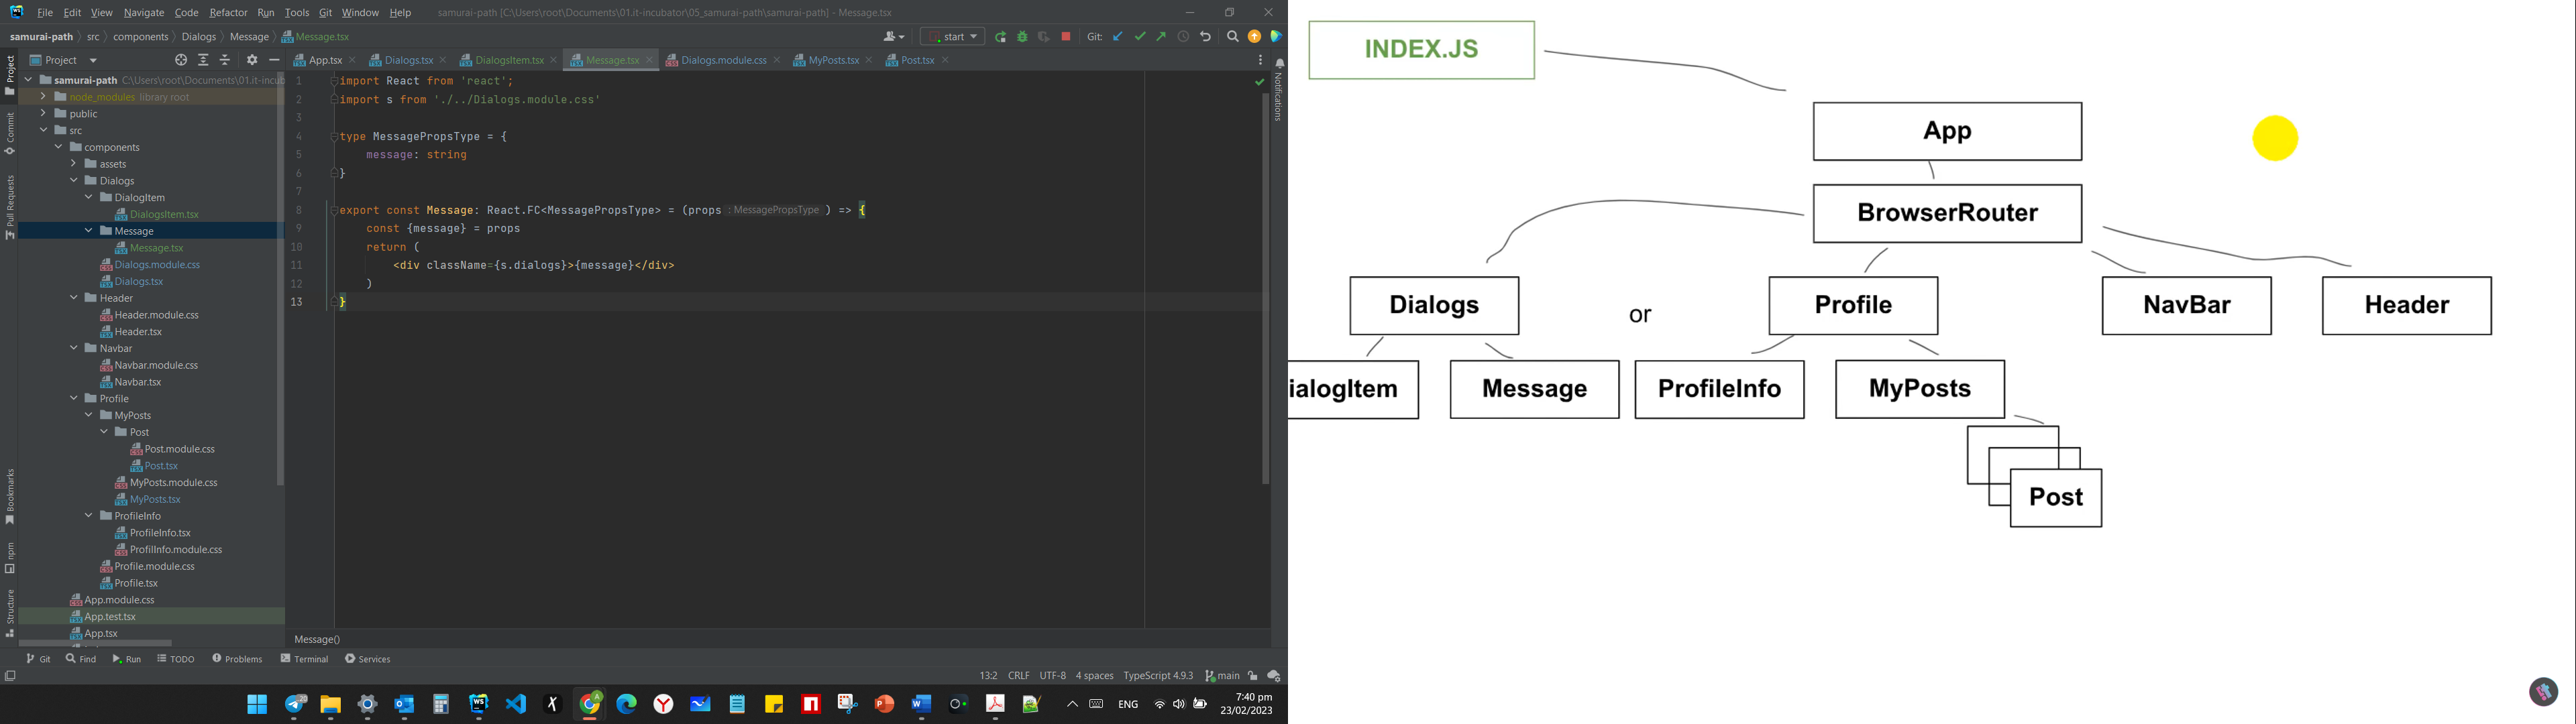 File Edit View Navigate Code Refactor Run Tools Git Window Help samurai-path [C:\Users\root\Documents\01.it-incubator\05_samurai-path\samurai-path] - Message.tsx
samurai-path src components Dialogs Message Message.tsx
start Git:
Project
App.tsx Dialogs.tsx DialogsItem.tsx Message.tsx Dialogs.module.css MyPosts.tsx Post.tsx
samurai-path C:\Users\root\Documents\01.it-incub
node_modules library root
public
src
components
assets
Dialogs
DialogItem
DialogsItem.tsx
Message
Message.tsx
Dialogs.module.css
Dialogs.tsx
Header
Header.module.css
Header.tsx
Navbar
Navbar.module.css
Navbar.tsx
Profile
MyPosts
Post
Post.module.css
Post.tsx
MyPosts.module.css
MyPosts.tsx
ProfileInfo
ProfileInfo.tsx
ProfilInfo.module.css
Profile.module.css
Profile.tsx
App.module.css
App.test.tsx
App.tsx
Project
Commit
Pull Requests
Bookmarks
npm
Structure
1 import React from 'react';
2 import s from './../Dialogs.module.css'
3
4 type MessagePropsType = {
5 message: string
6 }
7
8 export const Message: React.FC<MessagePropsType> = (props : MessagePropsType ) => {
9 const {message} = props
10 return (
11 <div className={s.dialogs}>{message}</div>
12 )
13 }
Notifications
Message()
Git Find Run TODO Problems Terminal Services
13:2 CRLF UTF-8 4 spaces TypeScript 4.9.3 main
20
WS
ENG
7:40 pm
23/02/2023
INDEX.JS
App
BrowserRouter
Dialogs
or
Profile
NavBar
Header
ialogItem
Message
ProfileInfo
MyPosts
Post